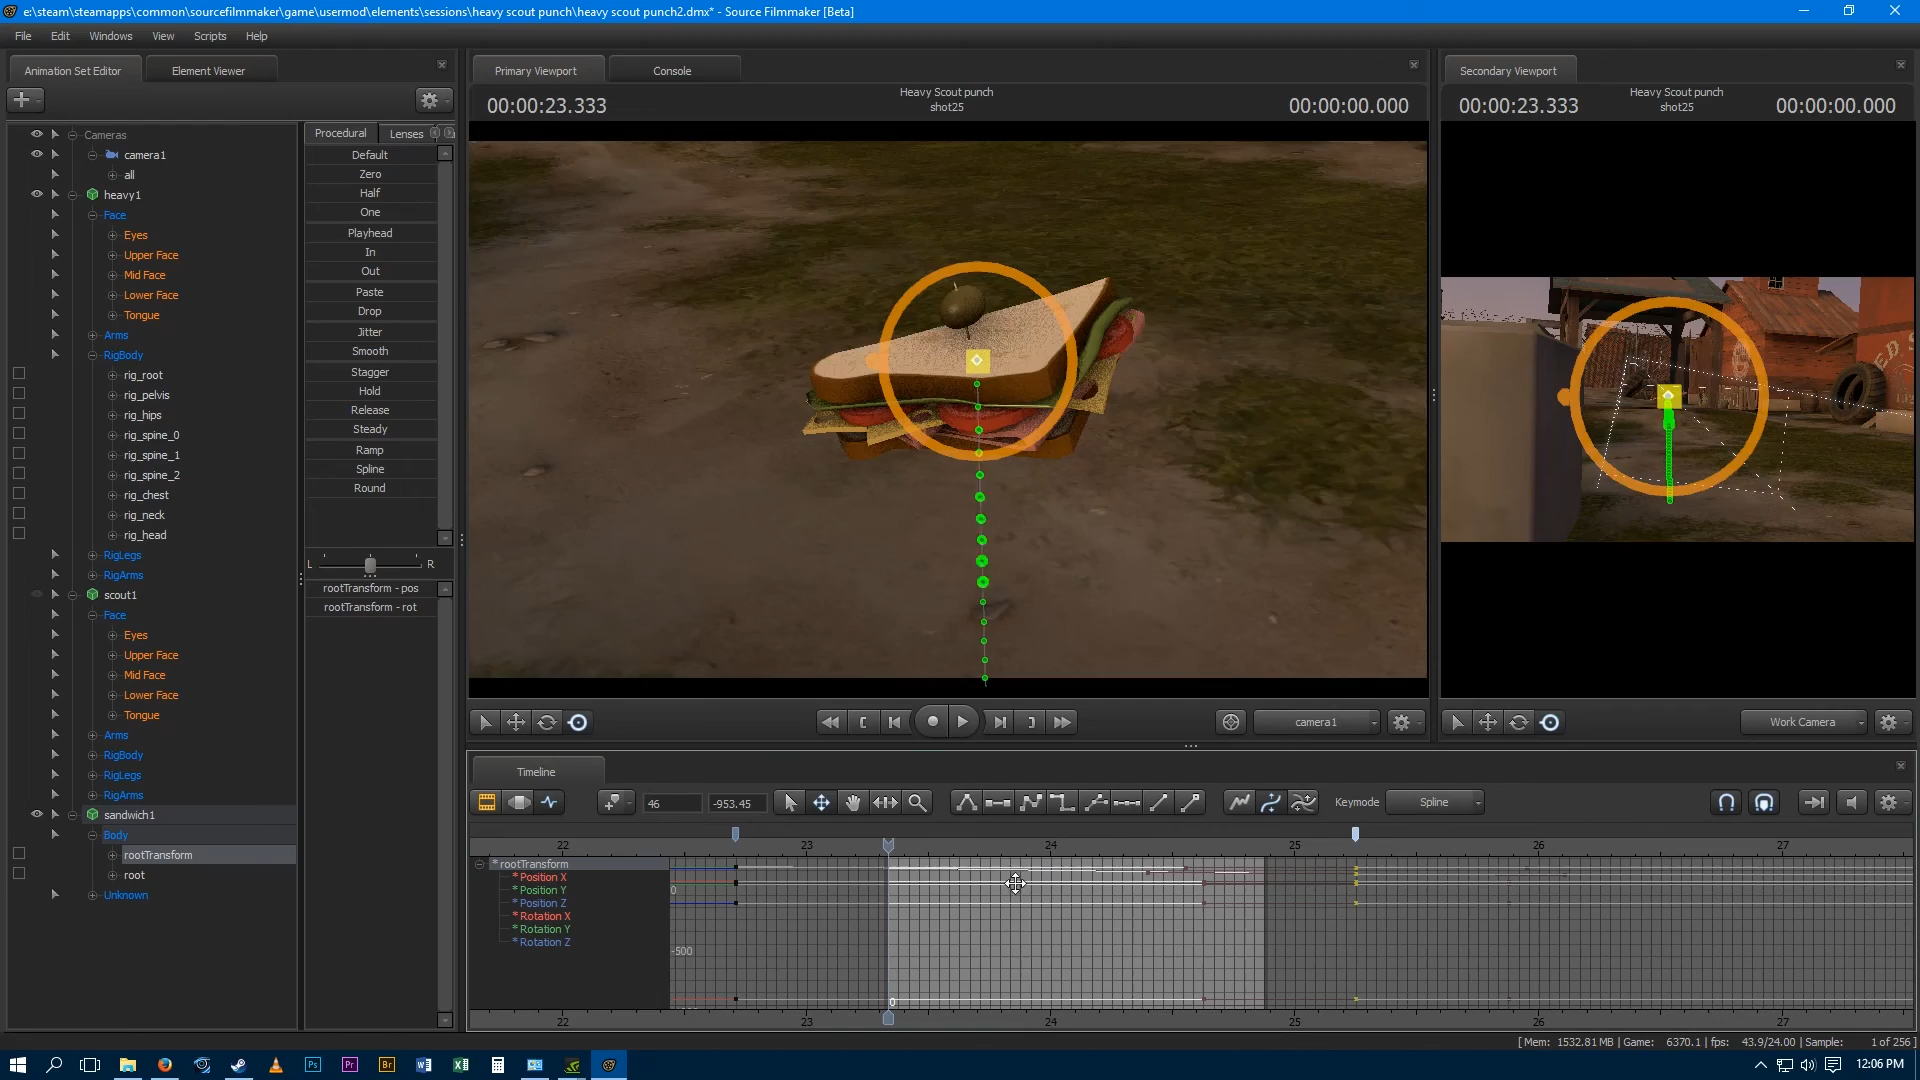 e:\steam\steamapps\common\sourcefilmmaker\game\usermod\elements\sessions\heavy scout punch\heavy scout punch2.dmx* - Source Filmmaker [Beta]
File Edit Windows View Scripts Help
Animation Set Editor Element Viewer
Primary Viewport Console
Secondary Viewport
00:00:23.333 Heavy Scout punch 00:00:00.000
shot25
00:00:23.333 Heavy Scout punch 00:00:00.000
shot25
Cameras
camera1
all
heavy1
Face
Eyes
Upper Face
Mid Face
Lower Face
Tongue
Arms
RigBody
rig_root
rig_pelvis
rig_hips
rig_spine_0
rig_spine_1
rig_spine_2
rig_chest
rig_neck
rig_head
RigLegs
RigArms
scout1
Face
Eyes
Upper Face
Mid Face
Lower Face
Tongue
Arms
RigBody
RigLegs
RigArms
sandwich1
Body
rootTransform
root
Unknown
Procedural Lenses
Default
Zero
Half
One
Playhead
In
Out
Paste
Drop
Jitter
Smooth
Stagger
Hold
Release
Steady
Ramp
Spline
Round
L R
rootTransform - pos
rootTransform - rot
camera1
Work Camera
Timeline
46 -953.45 Keymode Spline
22 23 24 25 26 27
* rootTransform
* Position X
* Position Y
* Position Z
* Rotation X
* Rotation Y
* Rotation Z
0
-500
0
22 23 24 25 26 27
[ Mem: 1532.81 MB | Game: 6370.1 | fps: 43.9/24.00 | Sample: 1 of 256 ]
Ps Pr Br
12:06 PM